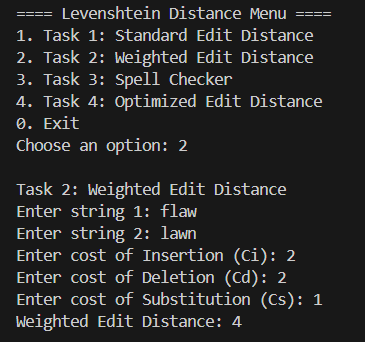 ==== Levenshtein Distance Menu ====
1. Task 1: Standard Edit Distance
2. Task 2: Weighted Edit Distance
3. Task 3: Spell Checker
4. Task 4: Optimized Edit Distance
0. Exit
Choose an option: 2
Task 2: Weighted Edit Distance
Enter string 1: flaw
Enter string 2: lawn
Enter cost of Insertion (Ci): 2
Enter cost of Deletion (Cd): 2
Enter cost of Substitution (Cs): 1
Weighted Edit Distance: 4